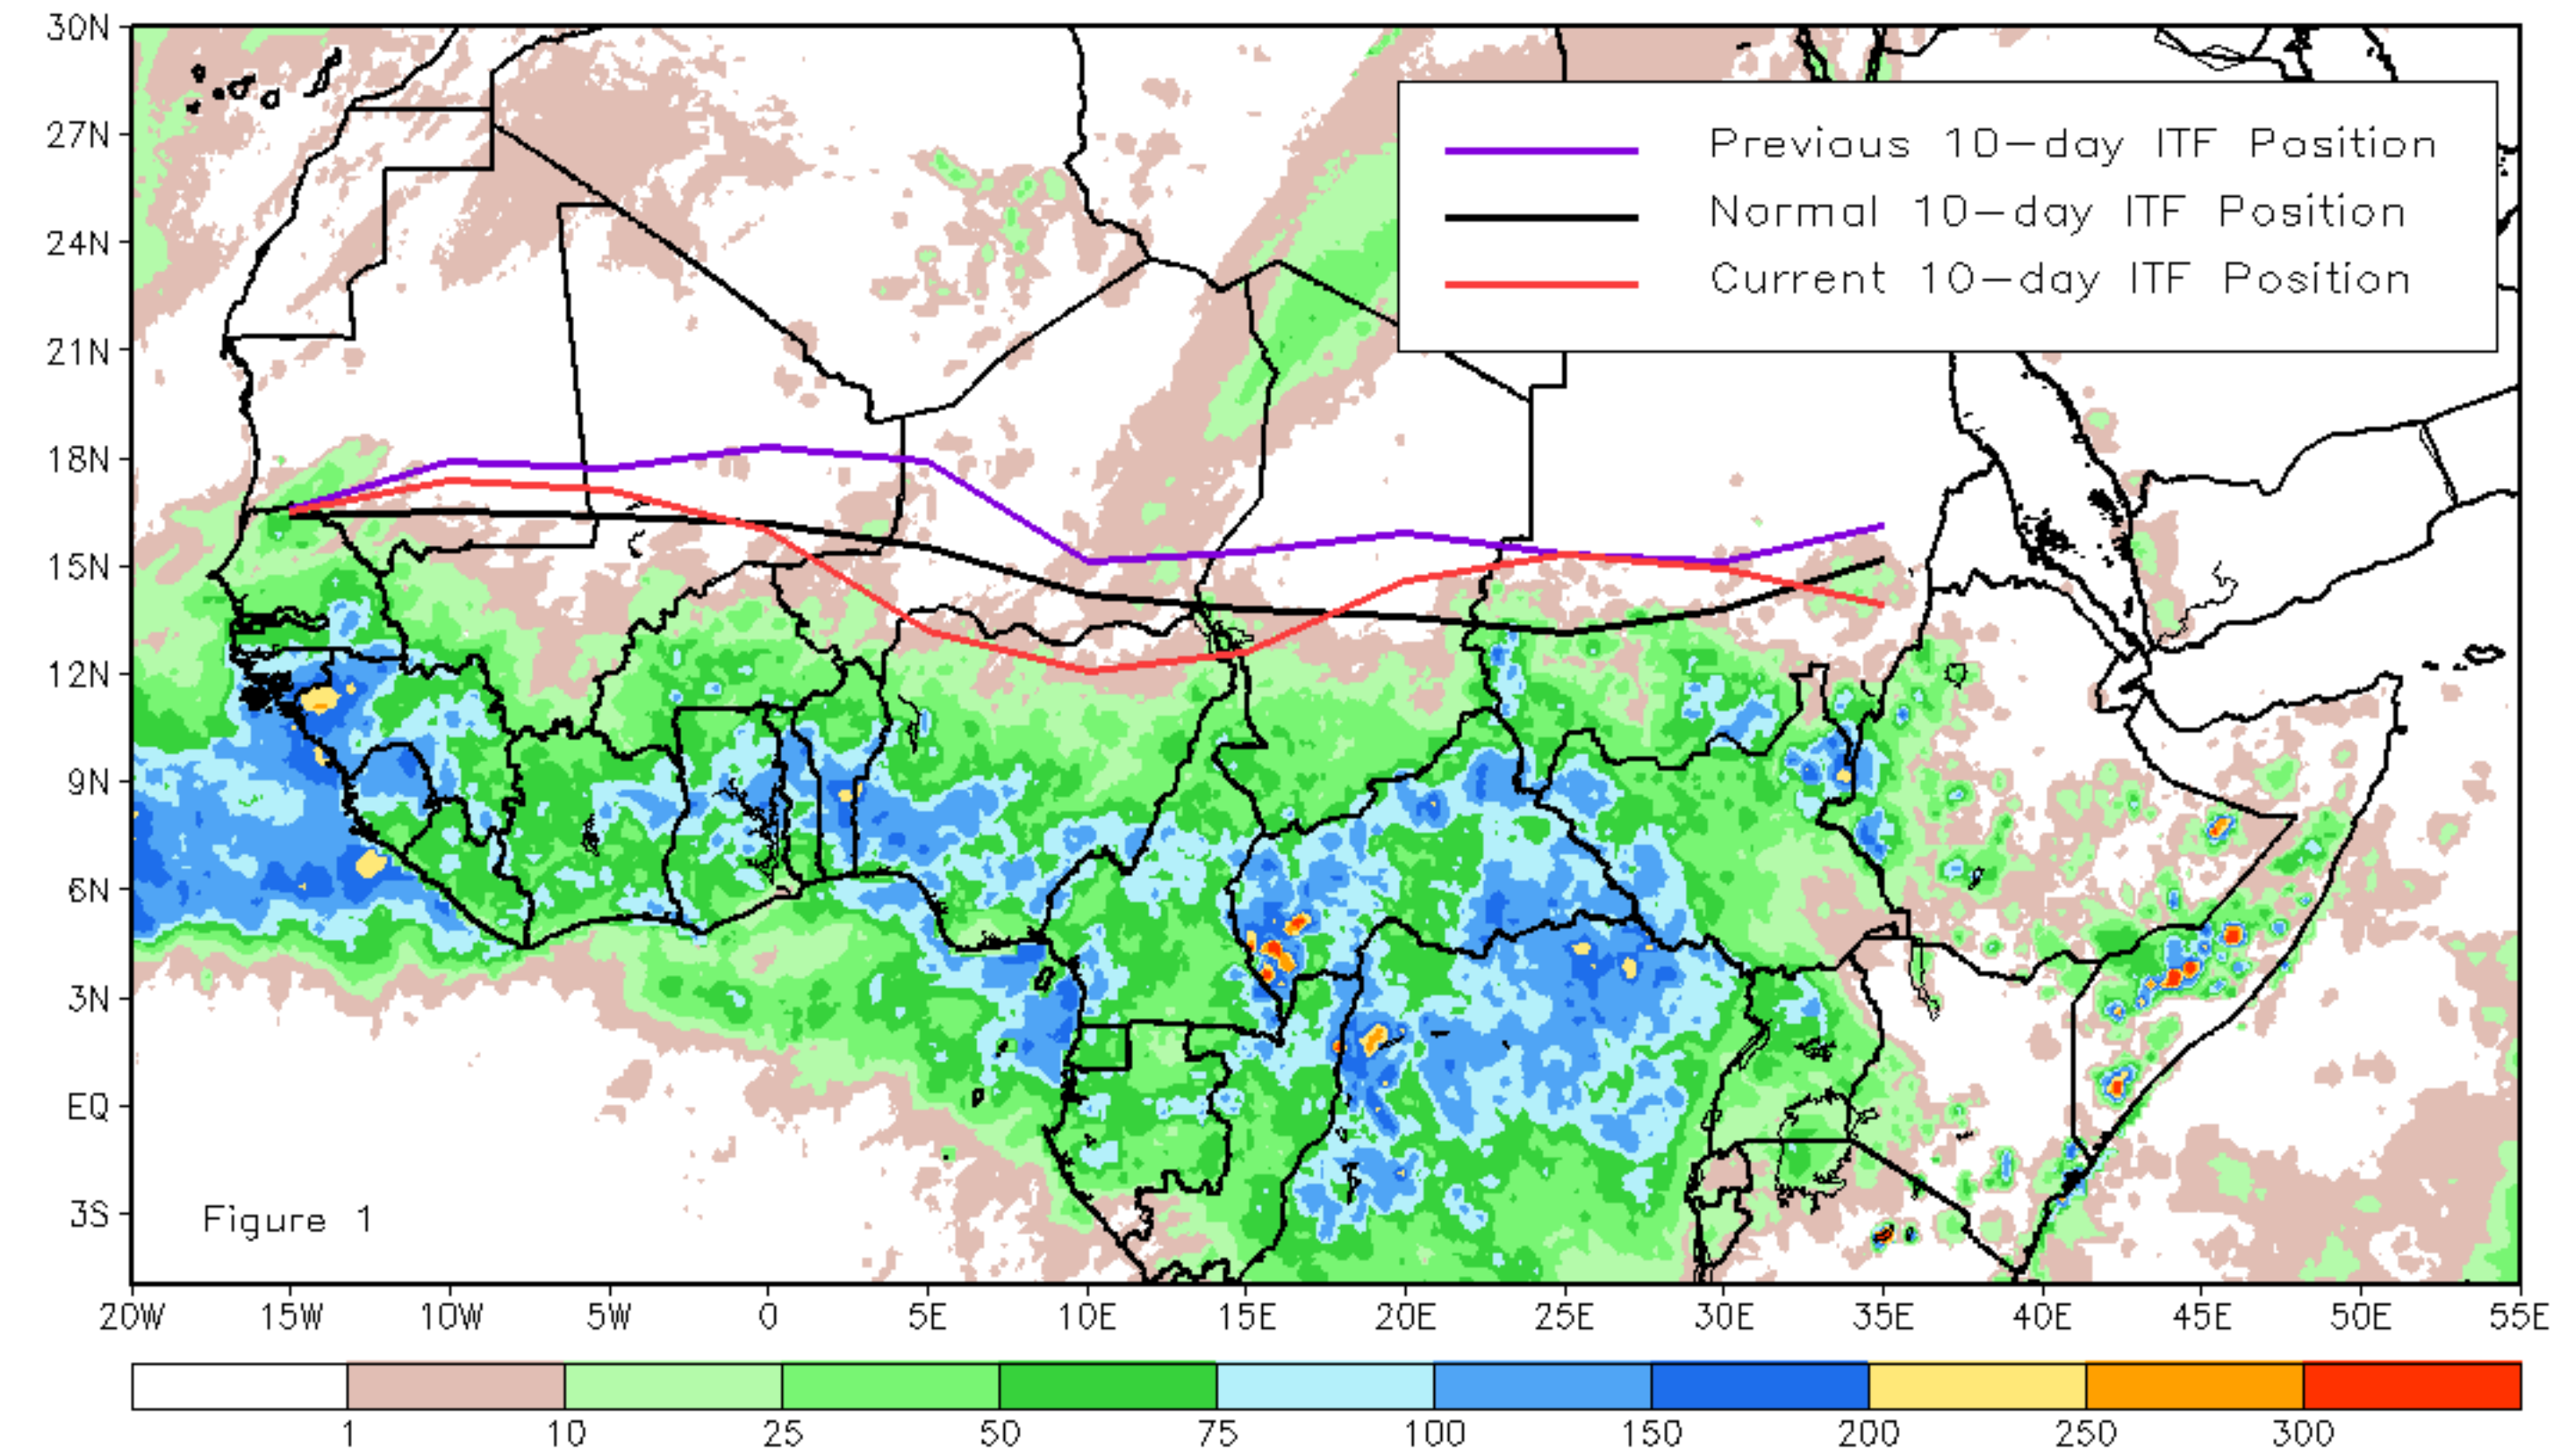 30N
27N
24N
21N
18N
15N
12N
9N
6N
3N
EQ
3S
Previous 10-day ITF Position
Normal 10-day ITF Position
Current 10-day ITF Position
Figure 1
20W 15W 10W 5W 0 5E 10E 15E 20E 25E 30E 35E 40E 45E 50E 55E
1 10 25 50 75 100 150 200 250 300